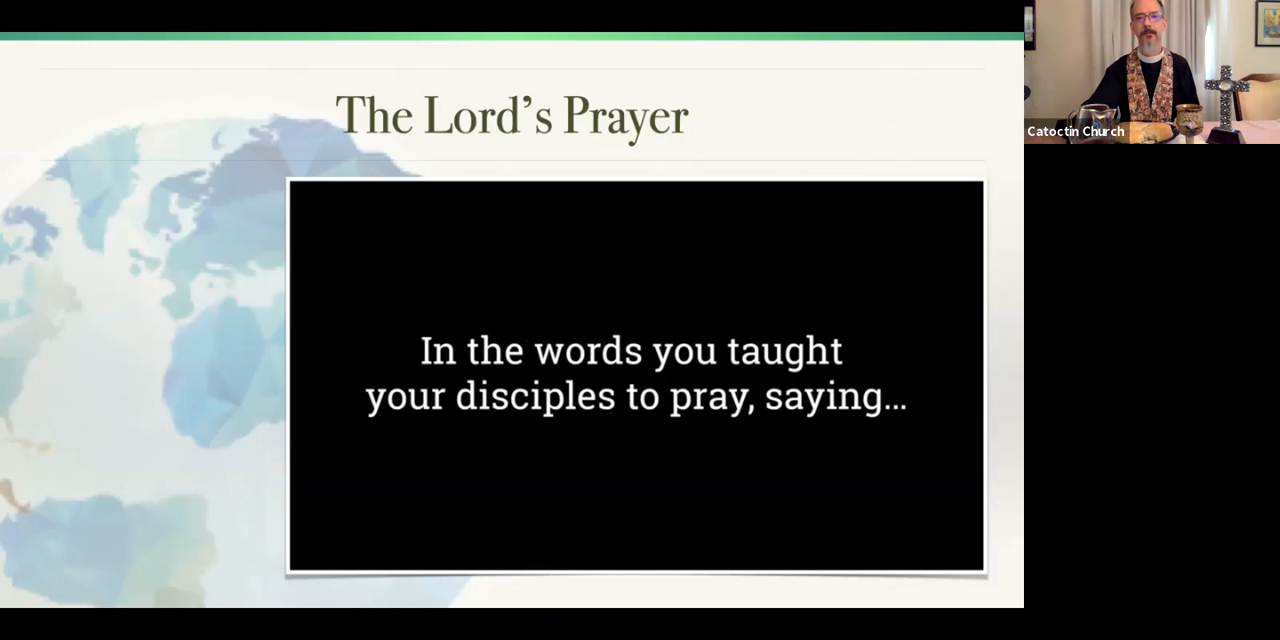 The Lord's Prayer
In the words you taught
your disciples to pray, saying...
Catoctin Church